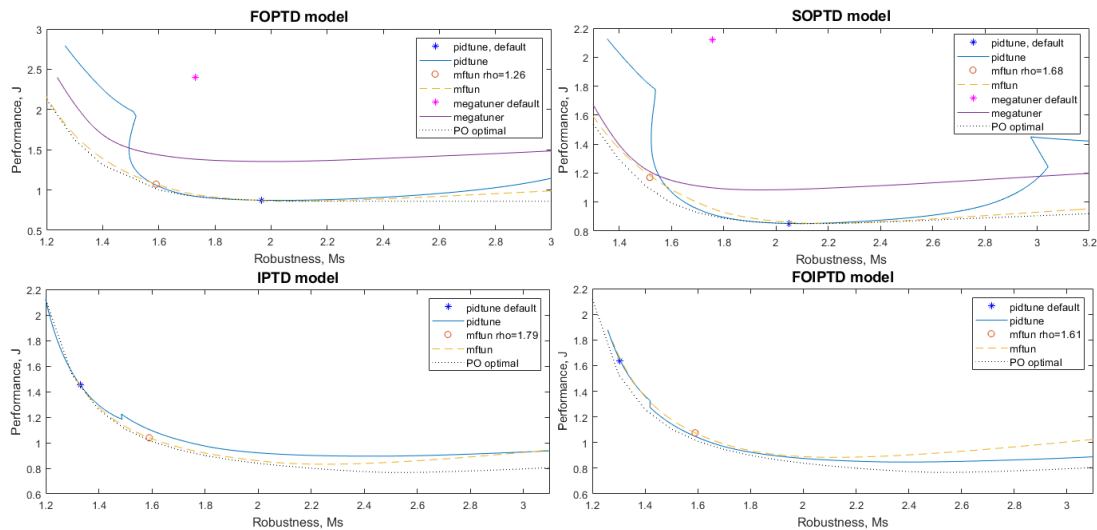 FOPTD model
3
2.5
2
1.5
1
0.5
Performance, J
1.2 1.4 1.6 1.8 2 2.2 2.4 2.6 2.8 3
Robustness, Ms
pidtune, default
pidtune
mftun rho=1.26
mftun
megatuner default
megatuner
PO optimal
SOPTD model
2.2
2
1.8
1.6
1.4
1.2
1
0.8
Performance, J
1.4 1.6 1.8 2 2.2 2.4 2.6 2.8 3 3.2
Robustness, Ms
pidtune, default
pidtune
mftun rho=1.68
mftun
megatuner default
megatuner
PO optimal
IPTD model
2.2
2
1.8
1.6
1.4
1.2
1
0.8
0.6
Performance, J
1.2 1.4 1.6 1.8 2 2.2 2.4 2.6 2.8 3
Robustness, Ms
pidtune default
pidtune
mftun rho=1.79
mftun
PO optimal
FOIPTD model
2.2
2
1.8
1.6
1.4
1.2
1
0.8
0.6
Performance, J
1.2 1.4 1.6 1.8 2 2.2 2.4 2.6 2.8 3
Robustness, Ms
pidtune default
pidtune
mftun rho=1.61
mftun
PO optimal